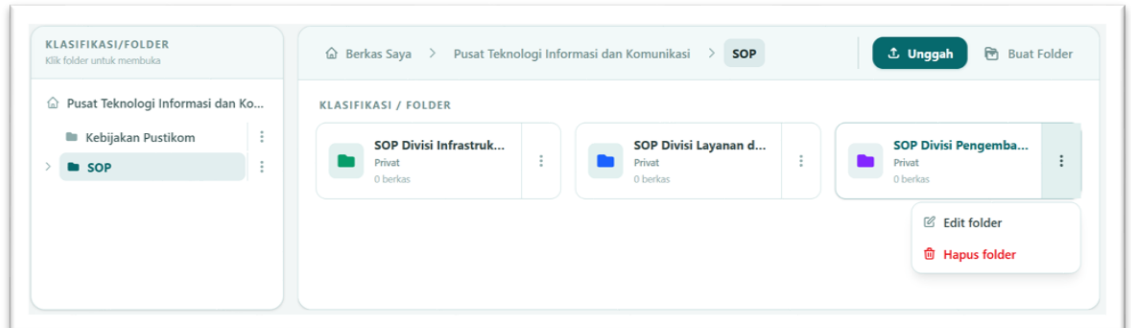 KLASIFIKASI/FOLDER
Klik folder untuk membuka
Pusat Teknologi Informasi dan Ko...
Kebijakan Pustikom
SOP
Berkas Saya > Pusat Teknologi Informasi dan Komunikasi > SOP
Unggah
Buat Folder
KLASIFIKASI / FOLDER
SOP Divisi Infrastruk...
Privat
0 berkas
SOP Divisi Layanan d...
Privat
0 berkas
SOP Divisi Pengemba...
Privat
0 berkas
Edit folder
Hapus folder